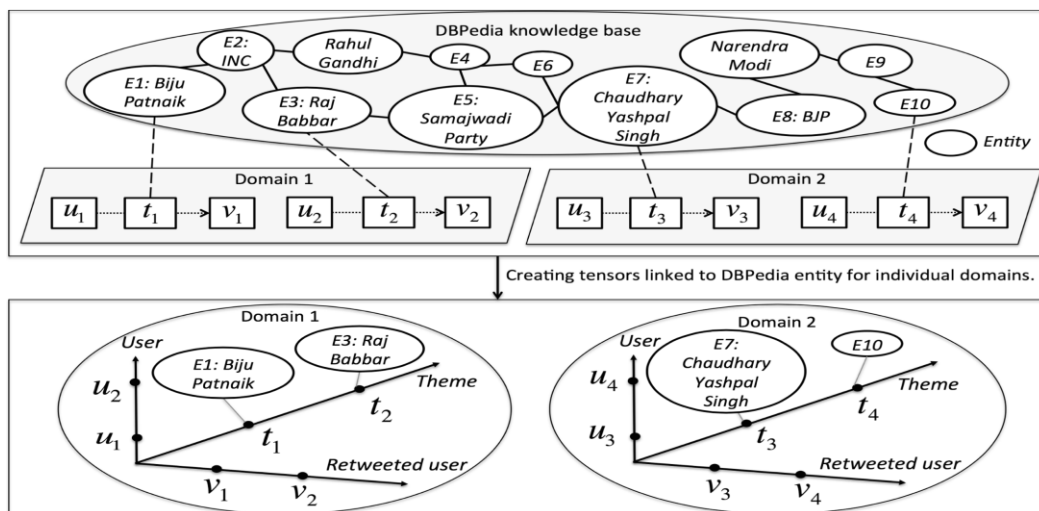 DBPedia knowledge base
E2:
INC
Rahul
Gandhi
E4
E6
Narendra
Modi
E9
E1: Biju
Patnaik
E3: Raj
Babbar
E5:
Samajwadi
Party
E7:
Chaudhary
Yashpal
Singh
E8: BJP
E10
Entity
Domain 1
u1 t1 v1 u2 t2 v2
Domain 2
u3 t3 v3 u4 t4 v4
Creating tensors linked to DBPedia entity for individual domains.
Domain 1
User
E1: Biju
Patnaik
E3: Raj
Babbar
Theme
u2
t2
u1
t1
Retweeted user
v1 v2
Domain 2
User
E7:
Chaudhary
Yashpal
Singh
E10
Theme
u4
t4
u3
t3
Retweeted user
v3 v4